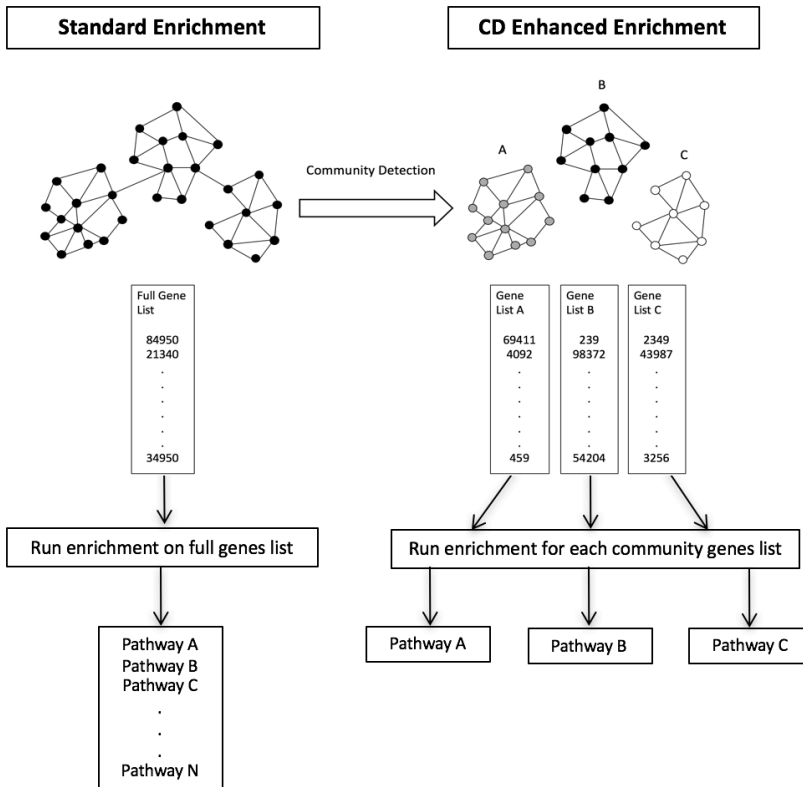 Standard Enrichment
CD Enhanced Enrichment
B
A
C
Community Detection
Full Gene
List
84950
21340
.
.
.
.
.
.
34950
Gene
List A
69411
4092
.
.
.
.
.
.
459
Gene
List B
239
98372
.
.
.
.
.
.
54204
Gene
List C
2349
43987
.
.
.
.
.
.
3256
Run enrichment on full genes list
Run enrichment for each community genes list
Pathway A
Pathway B
Pathway C
.
.
.
Pathway N
Pathway A
Pathway B
Pathway C